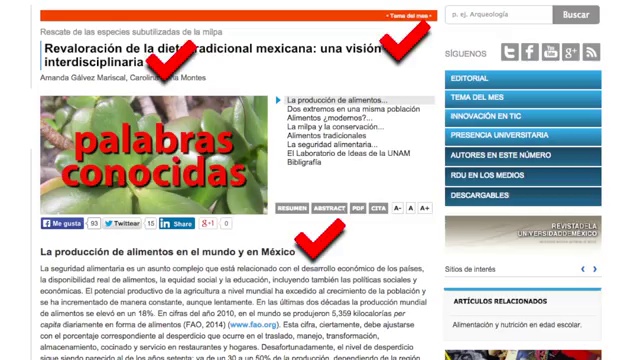 Tema del mes
p. ej. Arqueología
Buscar
Rescate de las especies subutilizadas de la milpa
Revaloración de la dieta tradicional mexicana: una visión
interdisciplinaria
Amanda Gálvez Mariscal, Montes
SÍGUENOS
palabras
conocidas
La producción de alimentos...
Dos extremos en una misma población
Alimentos ¿modernos?...
La milpa y la conservación...
Alimentos tradicionales
La seguridad alimentaria...
El Laboratorio de Ideas de la UNAM
Bibligrafía
RESUMEN ABSTRACT PDF CITA A- A A+
EDITORIAL
TEMA DEL MES
INNOVACIÓN EN TIC
PRESENCIA UNIVERSITARIA
AUTORES EN ESTE NÚMERO
RDU EN LOS MEDIOS
DESCARGABLES
Me gusta 93 Twittear 15 Share g+1 0
REVISTA DE LA
UNIVERSIDAD DE MÉXICO
Sitios de interés
ARTÍCULOS RELACIONADOS
Alimentación y nutrición en edad escolar.
La producción de alimentos en el mundo y en México
La seguridad alimentaria es un asunto complejo que está relacionado con el desarrollo económico de los países,
la disponibilidad real de alimentos, la equidad social y la educación, incluyendo también las políticas sociales y
económicas. El potencial productivo de la agricultura a nivel mundial ha excedido al crecimiento de la población y
se ha incrementado de manera constante, aunque lentamente. En las últimas dos décadas la producción mundial
de alimentos se elevó en un 18%. En cifras del año 2010, en el mundo se producen 5,359 kilocalorías per
capita diariamente en forma de alimentos (FAO, 2014) (www.fao.org). Esta cifra, ciertamente, debe ajustarse
con el porcentaje correspondiente al desperdicio que ocurre en el traslado, manejo, transformación,
almacenamiento, cocinado y servicio en restaurantes y hogares. Desafortunadamente, el nivel de desperdicio
sigue siendo parecido al de los años setenta: va de un 30 a un 50% de la producción, dependiendo de la región